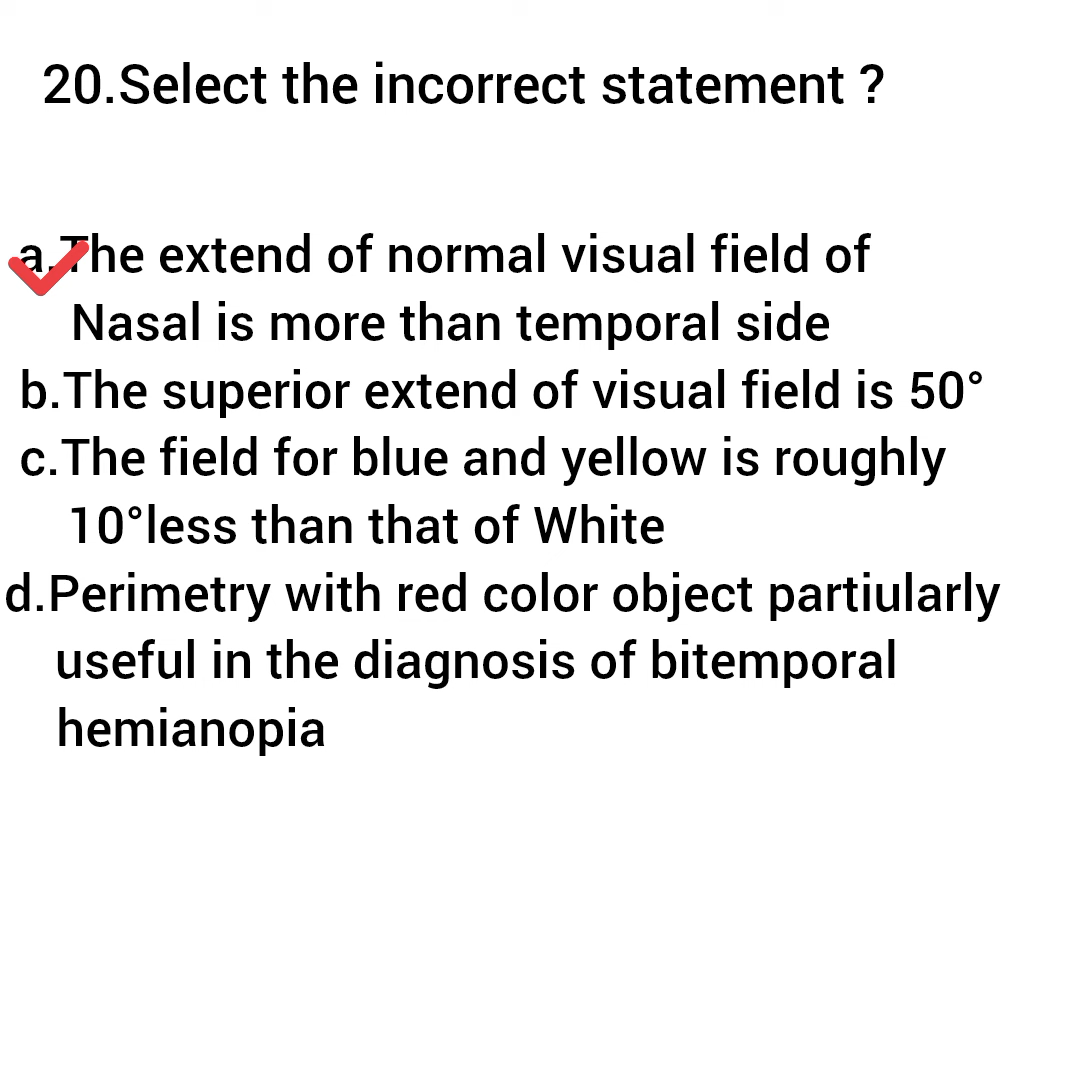 20.Select the incorrect statement ?
a.The extend of normal visual field of
Nasal is more than temporal side
b.The superior extend of visual field is 50°
c.The field for blue and yellow is roughly
10°less than that of White
d.Perimetry with red color object partiularly
useful in the diagnosis of bitemporal
hemianopia